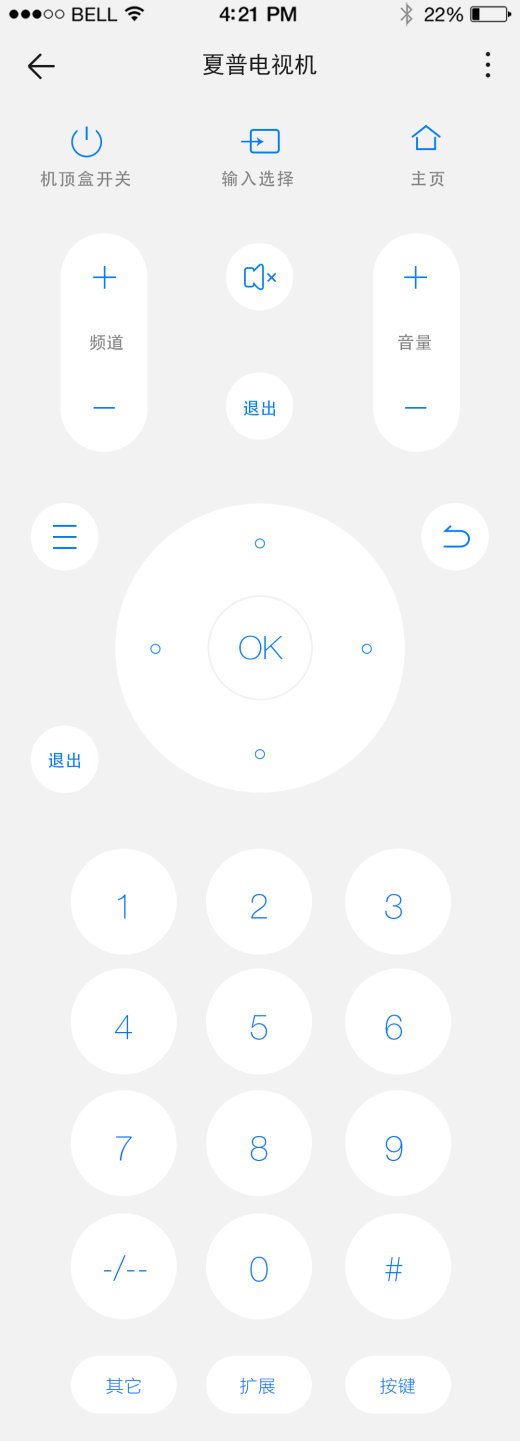 BELL 4:21 PM 22%
夏普电视机
机顶盒开关 输入选择 主页
频道 音量
退出
OK
退出
1 2 3
4 5 6
7 8 9
-/-- 0 #
其它 扩展 按键